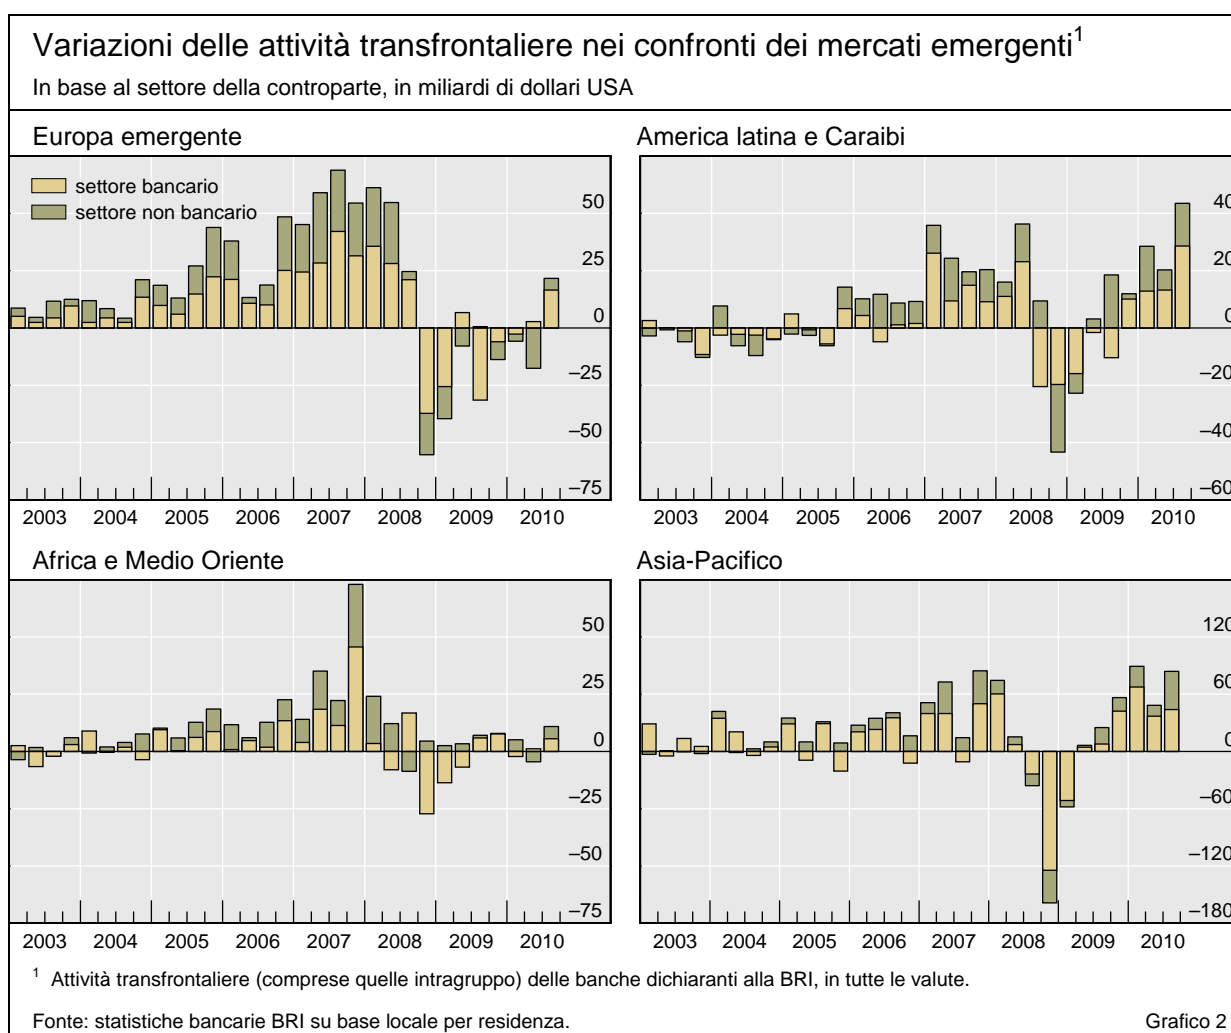 Variazioni delle attività transfrontaliere nei confronti dei mercati emergenti¹
In base al settore della controparte, in miliardi di dollari USA
Europa emergente
settore bancario
settore non bancario
50
25
0
–25
–50
–75
2003 2004 2005 2006 2007 2008 2009 2010
America latina e Caraibi
40
20
0
–20
–40
–60
2003 2004 2005 2006 2007 2008 2009 2010
Africa e Medio Oriente
50
25
0
–25
–50
–75
2003 2004 2005 2006 2007 2008 2009 2010
Asia-Pacifico
120
60
0
–60
–120
–180
2003 2004 2005 2006 2007 2008 2009 2010
¹ Attività transfrontaliere (comprese quelle intragruppo) delle banche dichiaranti alla BRI, in tutte le valute.
Fonte: statistiche bancarie BRI su base locale per residenza.
Grafico 2